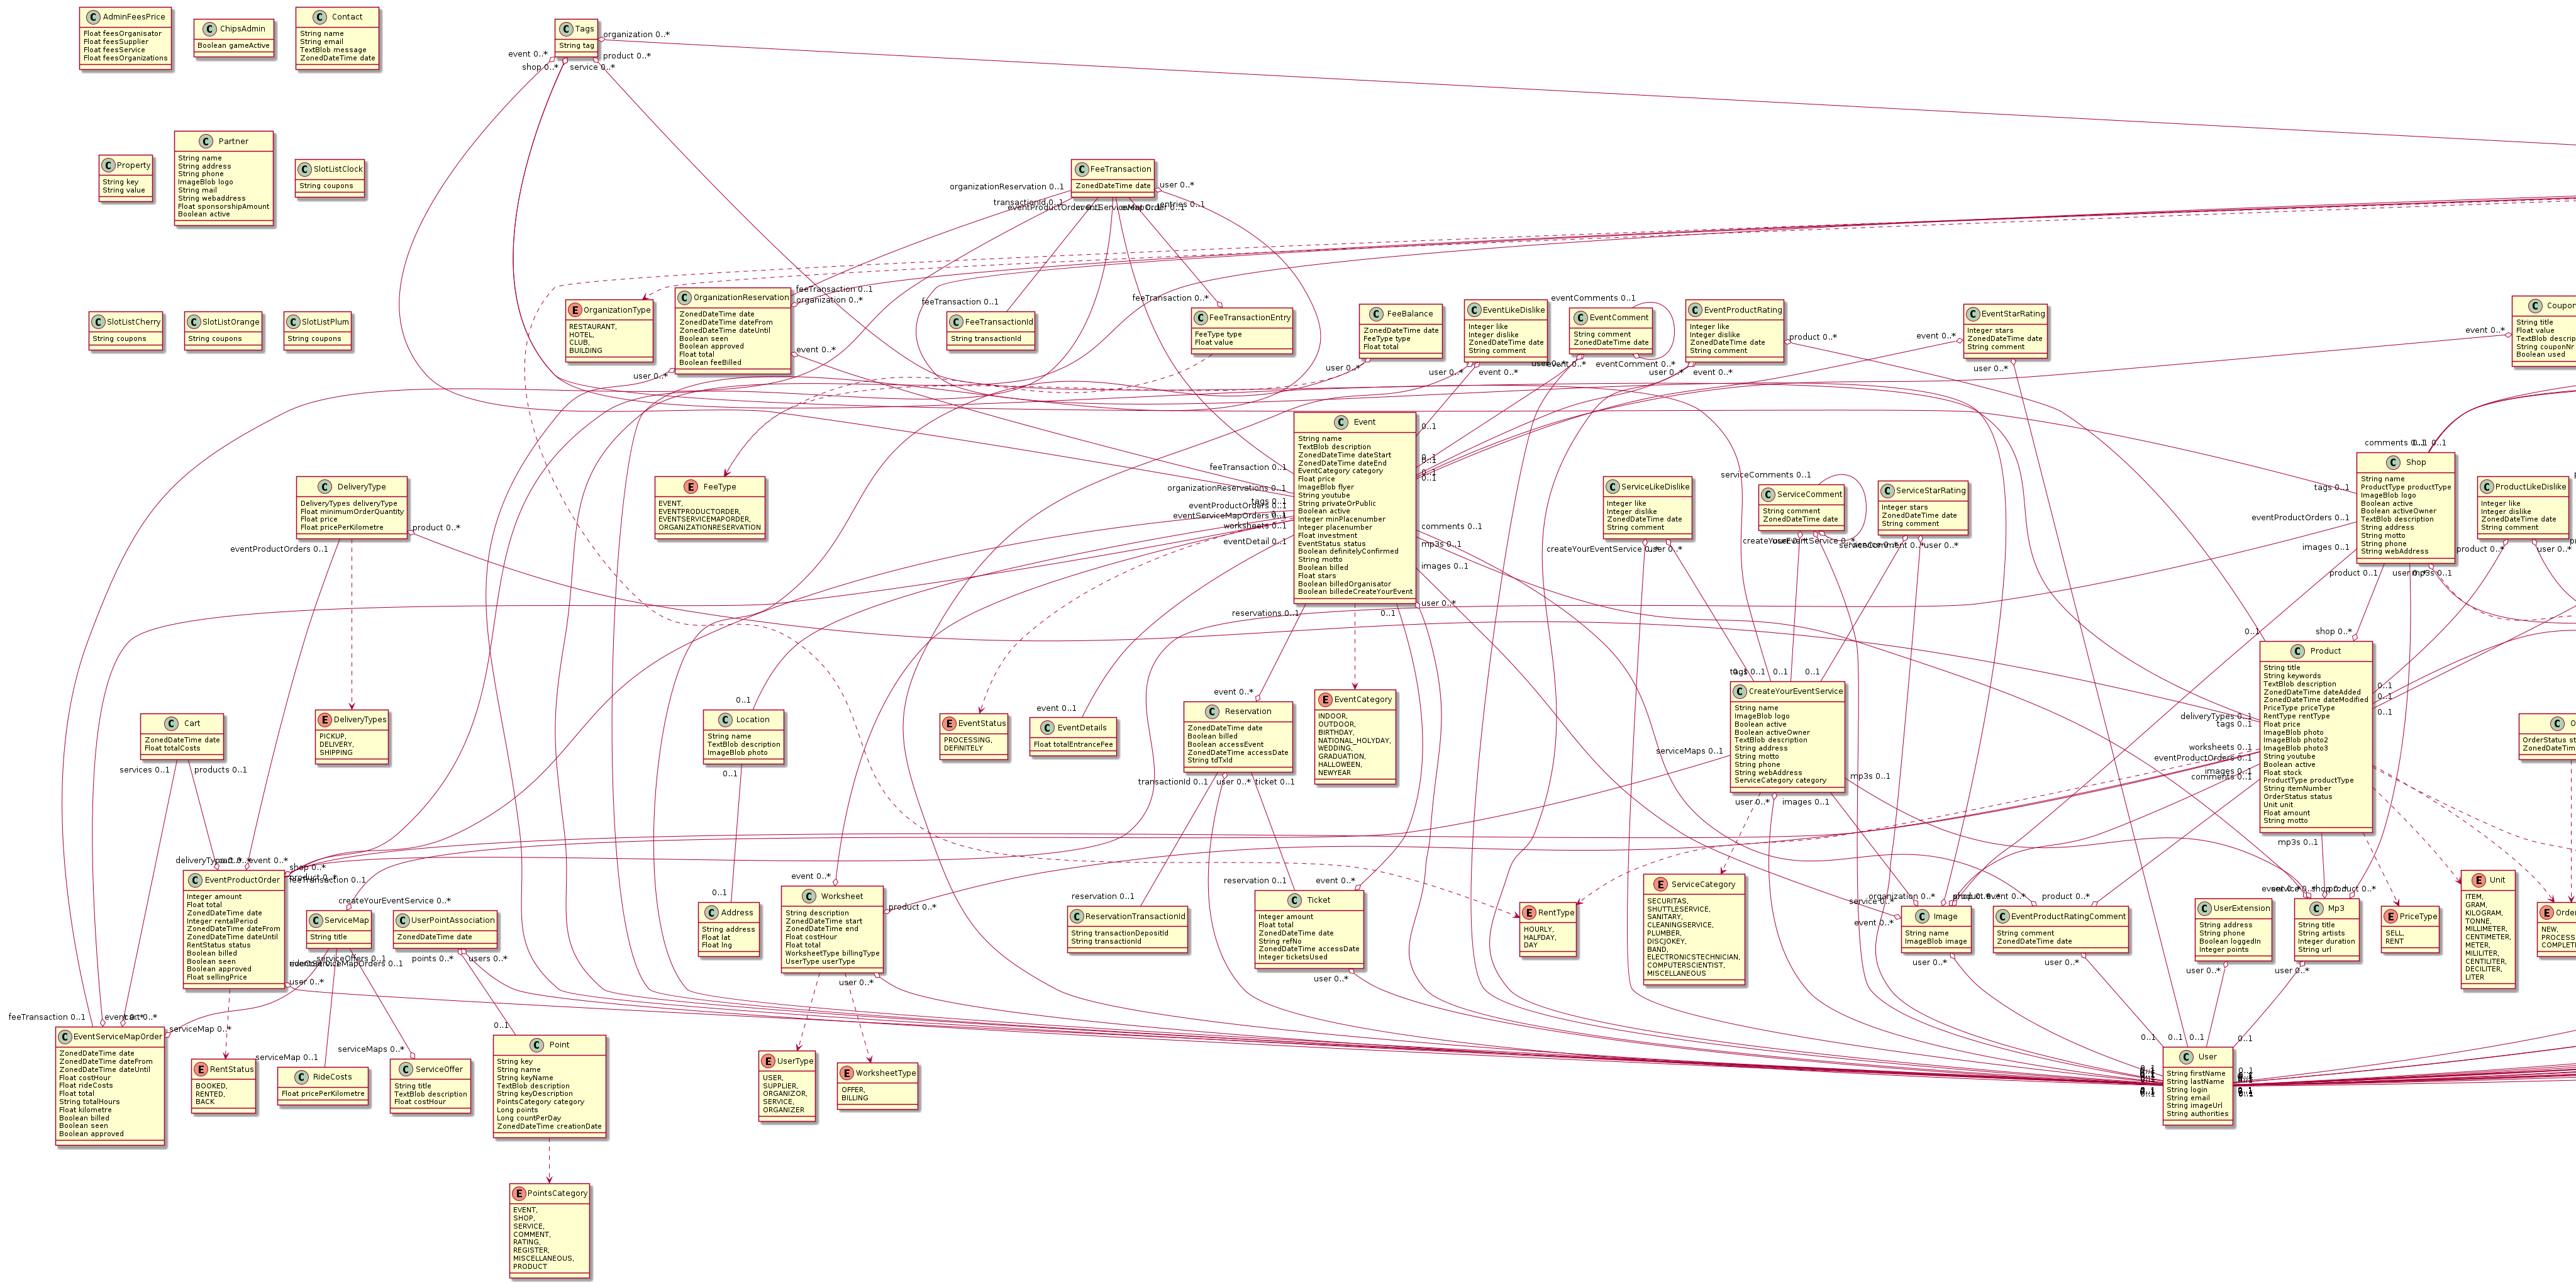 AdminFeesPrice
Float feesOrganisator
Float feesSupplier
Float feesService
Float feesOrganizations
ChipsAdmin
Boolean gameActive
Contact
String name
String email
TextBlob message
ZonedDateTime date
Tags
String tag
organization 0..*
event 0..*
product 0..*
shop 0..*
service 0..*
Property
String key
String value
Partner
String name
String address
String phone
ImageBlob logo
String mail
String webaddress
Float sponsorshipAmount
Boolean active
SlotListClock
String coupons
FeeTransaction
ZonedDateTime date
user 0..*
organizationReservation 0..1
transactionId 0..1
entries 0..1
SlotListCherry
String coupons
SlotListOrange
String coupons
SlotListPlum
String coupons
OrganizationType
RESTAURANT,
HOTEL,
CLUB,
BUILDING
OrganizationReservation
ZonedDateTime date
ZonedDateTime dateFrom
ZonedDateTime dateUntil
Boolean seen
Boolean approved
Float total
Boolean feeBilled
feeTransaction 0..1
organization 0..*
event 0..*
user 0..*
feeTransaction 0..1
FeeTransactionId
String transactionId
feeTransaction 0..*
FeeTransactionEntry
FeeType type
Float value
FeeBalance
ZonedDateTime date
FeeType type
Float total
user 0..*
EventLikeDislike
Integer like
Integer dislike
ZonedDateTime date
String comment
user 0..*
event 0..*
eventComments 0..1
EventComment
String comment
ZonedDateTime date
eventComment 0..*
EventProductRating
Integer like
Integer dislike
ZonedDateTime date
String comment
product 0..*
user 0..*
event 0..*
event 0..*
EventStarRating
Integer stars
ZonedDateTime date
String comment
user 0..*
event 0..*
String title
Float value
String couponNr
Boolean used
Event
String name
TextBlob description
ZonedDateTime dateStart
ZonedDateTime dateEnd
EventCategory category
Float price
ImageBlob flyer
String youtube
String privateOrPublic
Boolean active
Integer minPlacenumber
Integer placenumber
Float investment
EventStatus status
Boolean definitelyConfirmed
String motto
Boolean billed
Float stars
Boolean billedOrganisator
Boolean billedeCreateYourEvent
0..1
0..1
feeTransaction 0..1
organizationReservations 0..1
tags 0..1
eventProductOrders 0..1
eventServiceMapOrders 0..1
worksheets 0..1
eventDetail 0..1
comments 0..1
mp3s 0..1
images 0..1
user 0..*
reservations 0..1
0..1
FeeType
EVENT,
EVENTPRODUCTORDER,
EVENTSERVICEMAPORDER,
ORGANIZATIONRESERVATION
DeliveryType
DeliveryTypes deliveryType
Float minimumOrderQuantity
Float price
Float pricePerKilometre
product 0..*
eventProductOrders 0..1
ServiceLikeDislike
Integer like
Integer dislike
ZonedDateTime date
String comment
createYourEventService 0..*
user 0..*
serviceComments 0..1
ServiceComment
String comment
ZonedDateTime date
ServiceStarRating
Integer stars
ZonedDateTime date
String comment
user 0..*
comments 0..1
Shop
String name
ProductType productType
ImageBlob logo
Boolean active
Boolean activeOwner
TextBlob description
String address
String motto
String phone
String webAddress
tags 0..1
eventProductOrders 0..1
images 0..1
product 0..1
mp3s 0..1
ProductLikeDislike
Integer like
Integer dislike
ZonedDateTime date
String comment
product 0..*
user 0..*
shop 0..*
0..1
Product
String title
String keywords
TextBlob description
ZonedDateTime dateAdded
ZonedDateTime dateModified
PriceType priceType
RentType rentType
Float price
ImageBlob photo
ImageBlob photo2
ImageBlob photo3
String youtube
Boolean active
Float stock
ProductType productType
String itemNumber
OrderStatus status
Unit unit
Float amount
String motto
0..1
0..1
0..1
deliveryTypes 0..1
tags 0..1
worksheets 0..1
eventProductOrders 0..1
images 0..1
comments 0..1
mp3s 0..1
ZonedDateTime
Cart
ZonedDateTime date
Float totalCosts
services 0..1
products 0..1
DeliveryTypes
PICKUP,
DELIVERY,
SHIPPING
0..1
Location
String name
TextBlob description
ImageBlob photo
0..1
EventStatus
PROCESSING,
DEFINITELY
event 0..1
EventDetails
Float totalEntranceFee
event 0..*
Reservation
ZonedDateTime date
Boolean billed
Boolean accessEvent
ZonedDateTime accessDate
String tdTxId
transactionId 0..1
user 0..*
ticket 0..1
EventCategory
INDOOR,
OUTDOOR,
BIRTHDAY,
NATIONAL_HOLYDAY,
WEDDING,
GRADUATION,
HALLOWEEN,
NEWYEAR
0..1
0..1
0..1
CreateYourEventService
String name
ImageBlob logo
Boolean active
Boolean activeOwner
TextBlob description
String address
String motto
String phone
String webAddress
ServiceCategory category
serviceMaps 0..1
mp3s 0..1
user 0..*
images 0..1
event 0..*
shop 0..*
product 0..*
feeTransaction 0..1
EventProductOrder
Integer amount
Float total
ZonedDateTime date
Integer rentalPeriod
ZonedDateTime dateFrom
ZonedDateTime dateUntil
RentStatus status
Boolean billed
Boolean seen
Boolean approved
Float sellingPrice
user 0..*
createYourEventService 0..*
ServiceMap
String title
serviceOffers 0..1
UserPointAssociation
ZonedDateTime date
points 0..*
users 0..*
0..1
Address
String address
Float lat
Float lng
event 0..*
Worksheet
String description
ZonedDateTime start
ZonedDateTime end
Float costHour
Float total
WorksheetType billingType
UserType userType
product 0..*
user 0..*
reservation 0..1
ReservationTransactionId
String transactionDepositId
String transactionId
reservation 0..1
event 0..*
Ticket
Integer amount
Float total
ZonedDateTime date
String refNo
ZonedDateTime accessDate
Integer ticketsUsed
user 0..*
RentType
HOURLY,
HALFDAY,
DAY
ServiceCategory
SECURITAS,
SHUTTLESERVICE,
SANITARY,
CLEANINGSERVICE,
PLUMBER,
DISCJOKEY,
BAND,
ELECTRONICSTECHNICIAN,
COMPUTERSCIENTIST,
MISCELLANEOUS
organization 0..*
service 0..*
event 0..*
Image
String name
ImageBlob image
user 0..*
product 0..*
EventProductRatingComment
String comment
ZonedDateTime date
user 0..*
UserExtension
String address
String phone
Boolean loggedIn
Integer points
user 0..*
Mp3
String title
String artists
Integer duration
String url
user 0..*
PriceType
SELL,
RENT
Unit
ITEM,
GRAM,
KILOGRAM,
TONNE,
MILLIMETER,
CENTIMETER,
METER,
MILILITER,
CENTILITER,
DECILITER,
LITER
NEW,
feeTransaction 0..1
serviceMap 0..*
EventServiceMapOrder
ZonedDateTime date
ZonedDateTime dateFrom
ZonedDateTime dateUntil
Float costHour
Float rideCosts
Float total
String totalHours
Float kilometre
Boolean billed
Boolean seen
Boolean approved
RentStatus
BOOKED,
RENTED,
BACK
serviceMap 0..1
RideCosts
Float pricePerKilometre
serviceMaps 0..*
ServiceOffer
String title
TextBlob description
Float costHour
0..1
Point
String key
String name
String keyName
TextBlob description
String keyDescription
PointsCategory category
Long points
Long countPerDay
ZonedDateTime creationDate
UserType
USER,
SUPPLIER,
ORGANIZOR,
SERVICE,
ORGANIZER
WorksheetType
OFFER,
BILLING
0..1
0..1
0..1
0..1
User
String firstName
String lastName
String login
String email
String imageUrl
String authorities
PointsCategory
EVENT,
SHOP,
SERVICE,
COMMENT,
RATING,
REGISTER,
MISCELLANEOUS,
PRODUCT